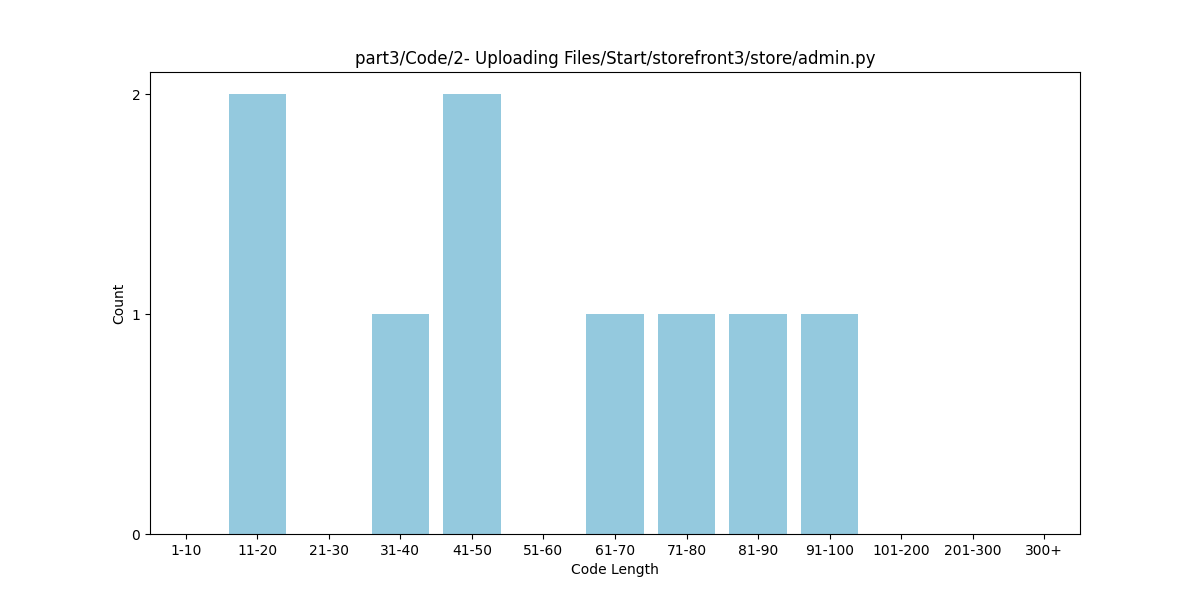 part3/Code/2- Uploading Files/Start/storefront3/store/admin.py
2
1
0
Count
1-10 11-20 21-30 31-40 41-50 51-60 61-70 71-80 81-90 91-100 101-200 201-300 300+
Code Length